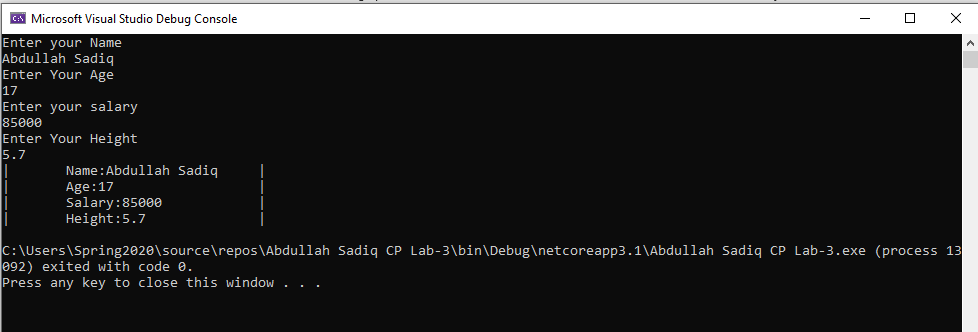 Microsoft Visual Studio Debug Console
Enter your Name
Abdullah Sadiq
Enter Your Age
17
Enter your salary
85000
Enter Your Height
5.7
|       Name:Abdullah Sadiq     |
|       Age:17                  |
|       Salary:85000            |
|       Height:5.7              |
C:\Users\Spring2020\source\repos\Abdullah Sadiq CP Lab-3\bin\Debug\netcoreapp3.1\Abdullah Sadiq CP Lab-3.exe (process 13
092) exited with code 0.
Press any key to close this window . . .